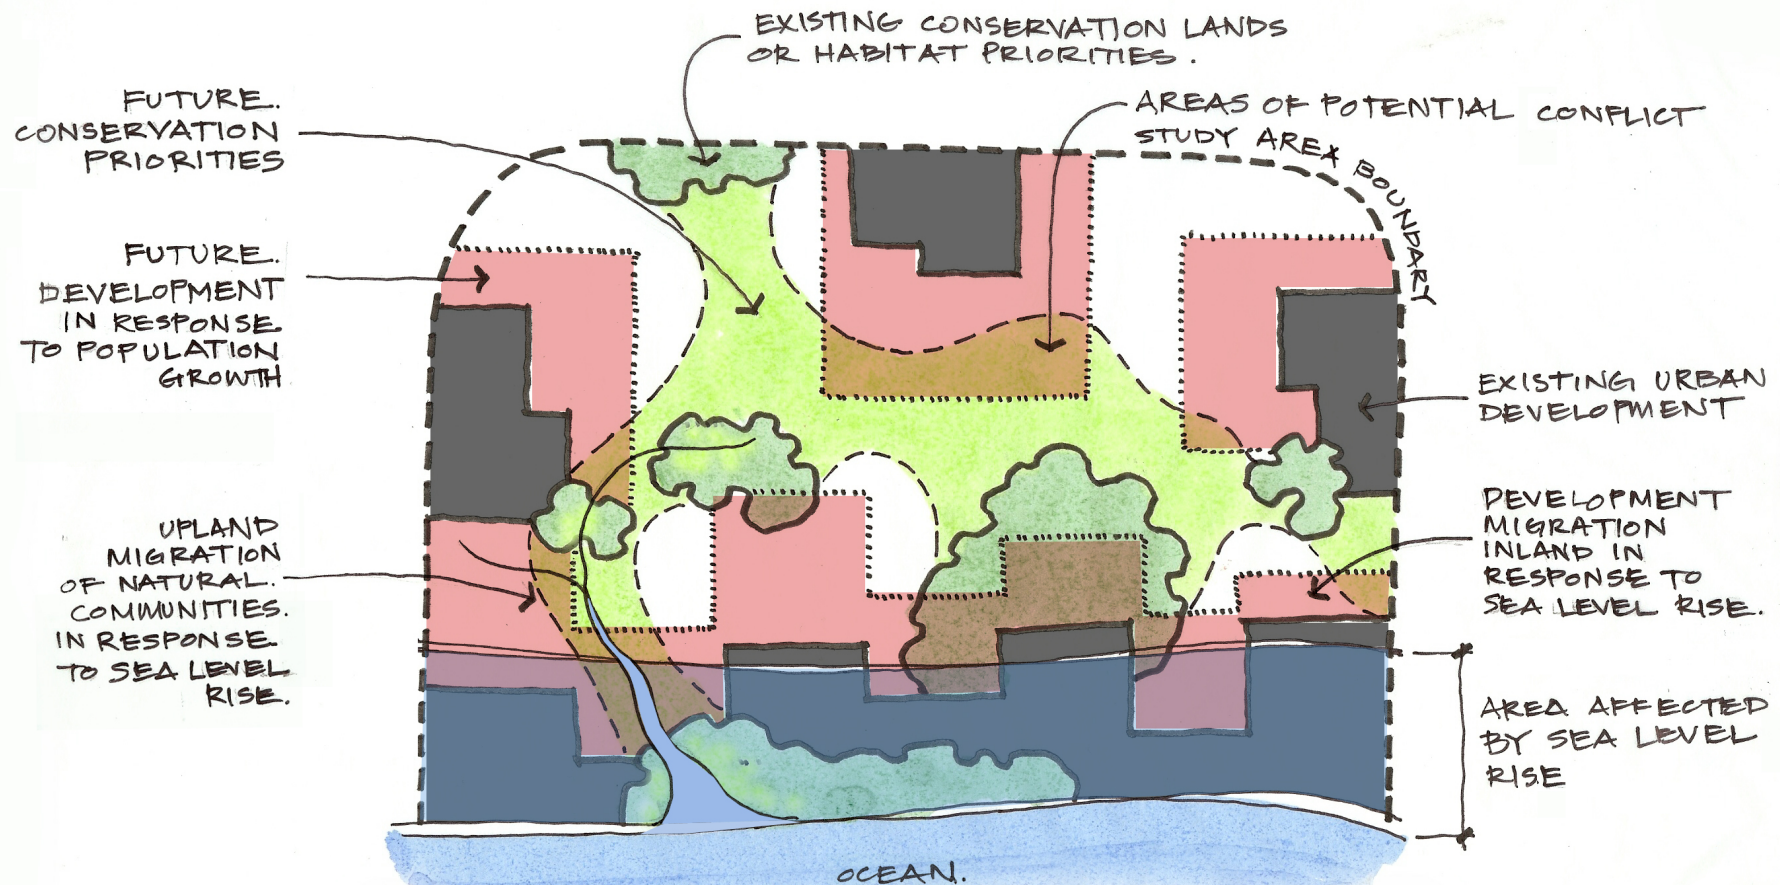 EXISTING CONSERVATION LANDS
OR HABITAT PRIORITIES.
FUTURE.
CONSERVATION
PRIORITIES
AREAS OF POTENTIAL CONFLICT
STUDY AREA BOUNDARY
FUTURE.
DEVELOPMENT
IN RESPONSE.
TO POPULATION
GROWTH
EXISTING URBAN
DEVELOPMENT
UPLAND
MIGRATION
OF NATURAL.
COMMUNITIES.
IN RESPONSE.
TO SEA LEVEL
RISE.
DEVELOPMENT
MIGRATION
INLAND IN
RESPONSE TO
SEA LEVEL RISE.
AREA AFFECTED
BY SEA LEVEL
RISE
OCEAN.